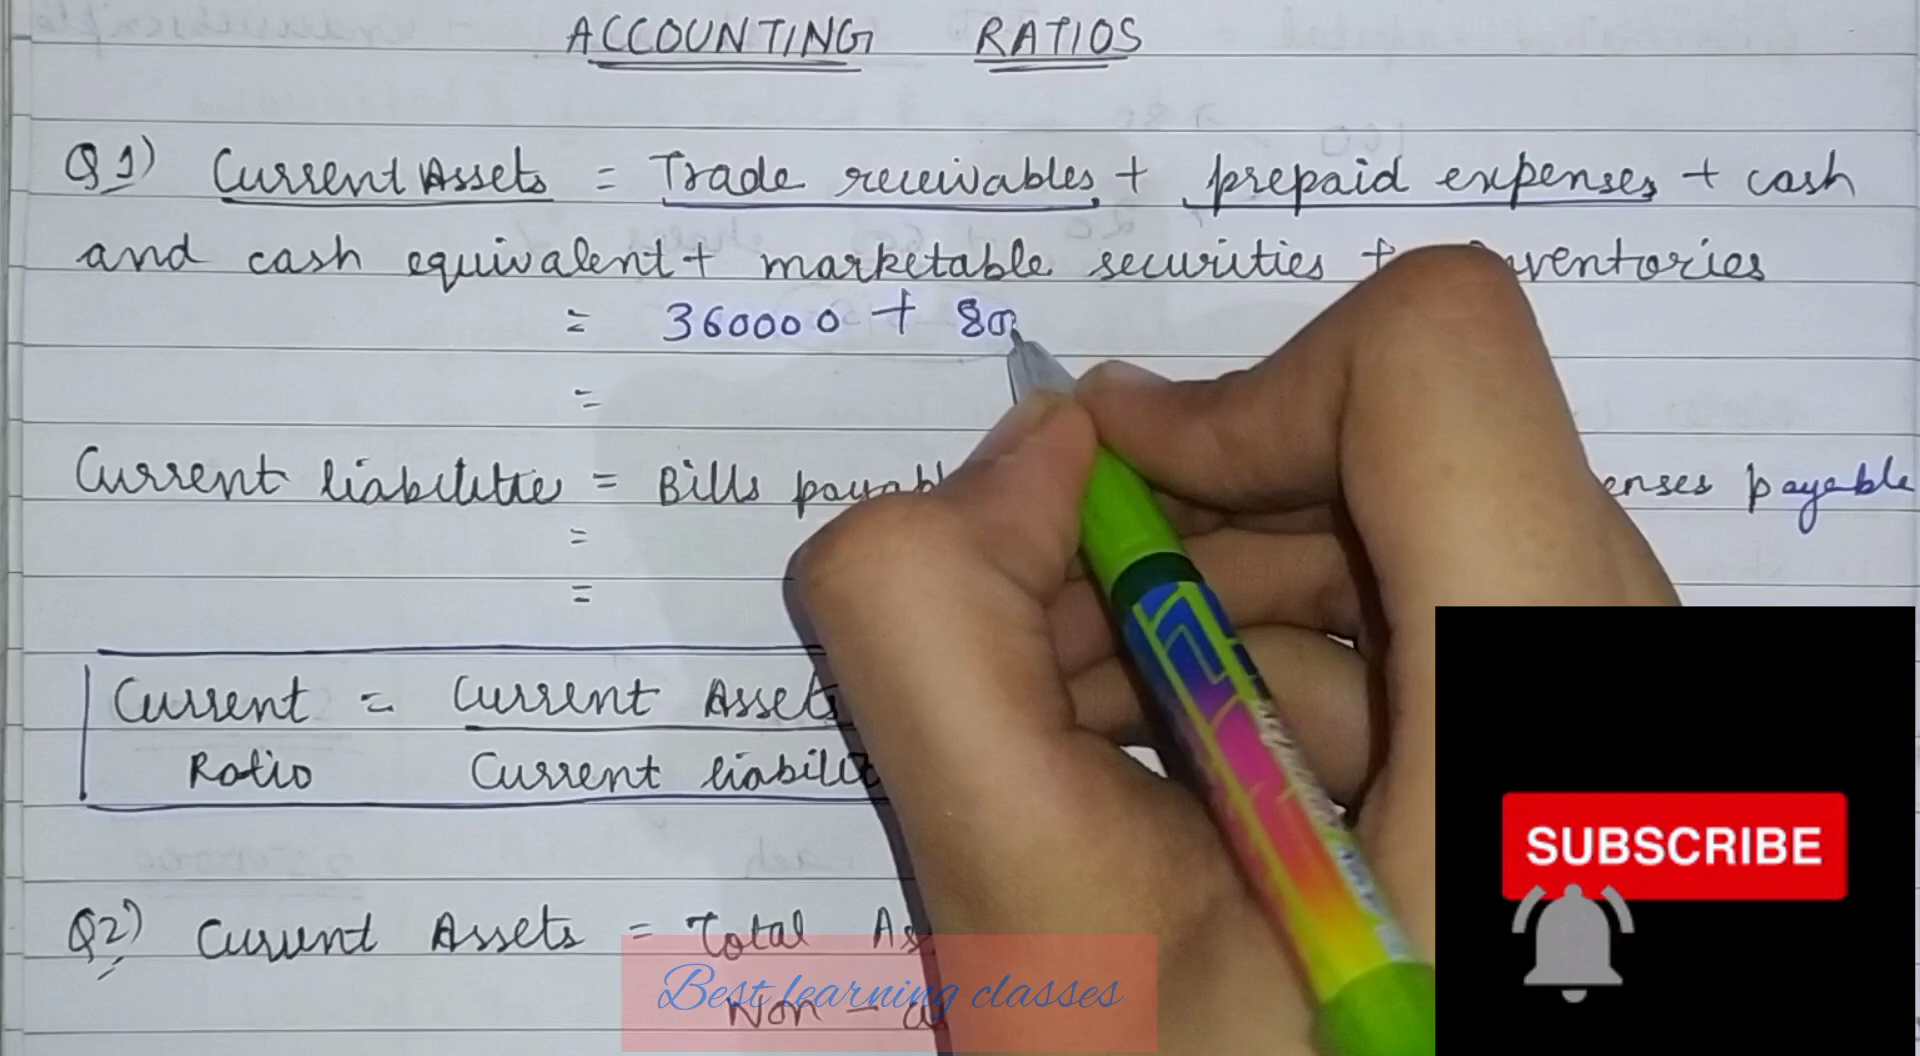 ACCOUNTING RATIOS
Q1) Current Assets = Trade receivables + prepaid expenses + cash
and cash equivalent + marketable securities +
= 360000 + 80
=
Current liabilities = Bills payable
=
=
Current = Current Assets
Ratio Current
Q2) Current Assets = Total
Non -
Best learning classes
SUBSCRIBE